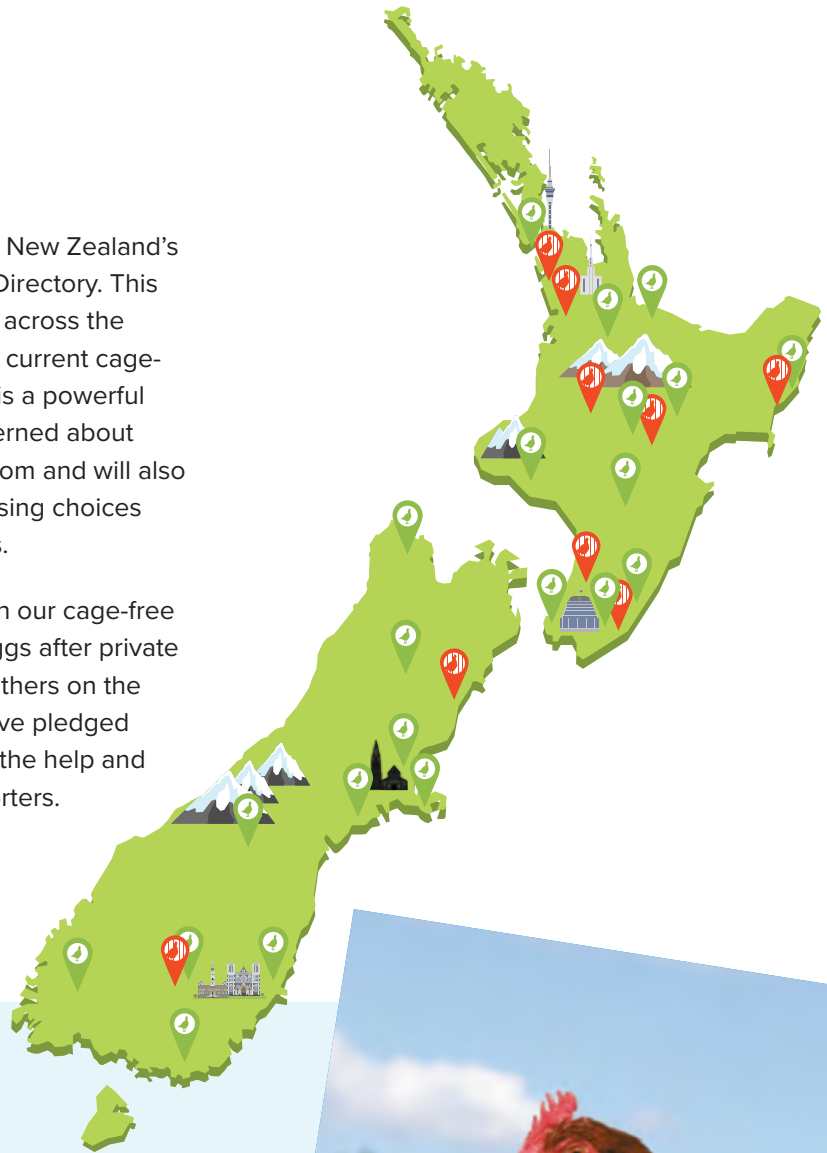 New Zealand’s
Directory. This
across the
current cage-
is a powerful
erned about
om and will also
sing choices
s.
n our cage-free
ggs after private
thers on the
ve pledged
the help and
rters.